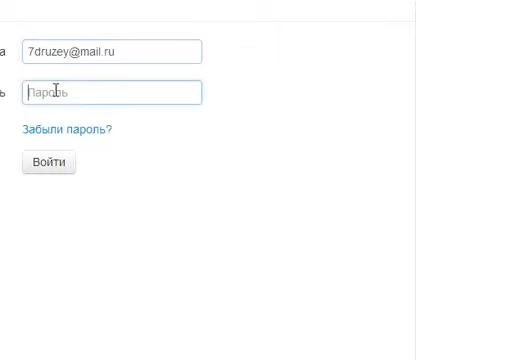 а
7druzey@mail.ru
ь
Пароль
Забыли пароль?
Войти